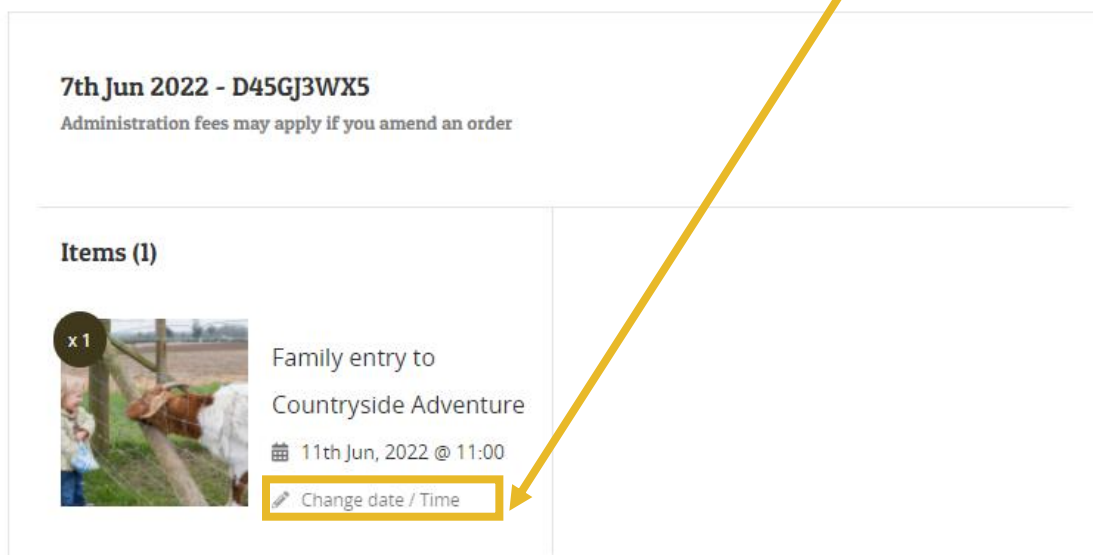 7th Jun 2022 - D45GJ3WX5
Administration fees may apply if you amend an order
Items (1)
x 1
Family entry to
Countryside Adventure
11th Jun, 2022 @ 11:00
Change date / Time